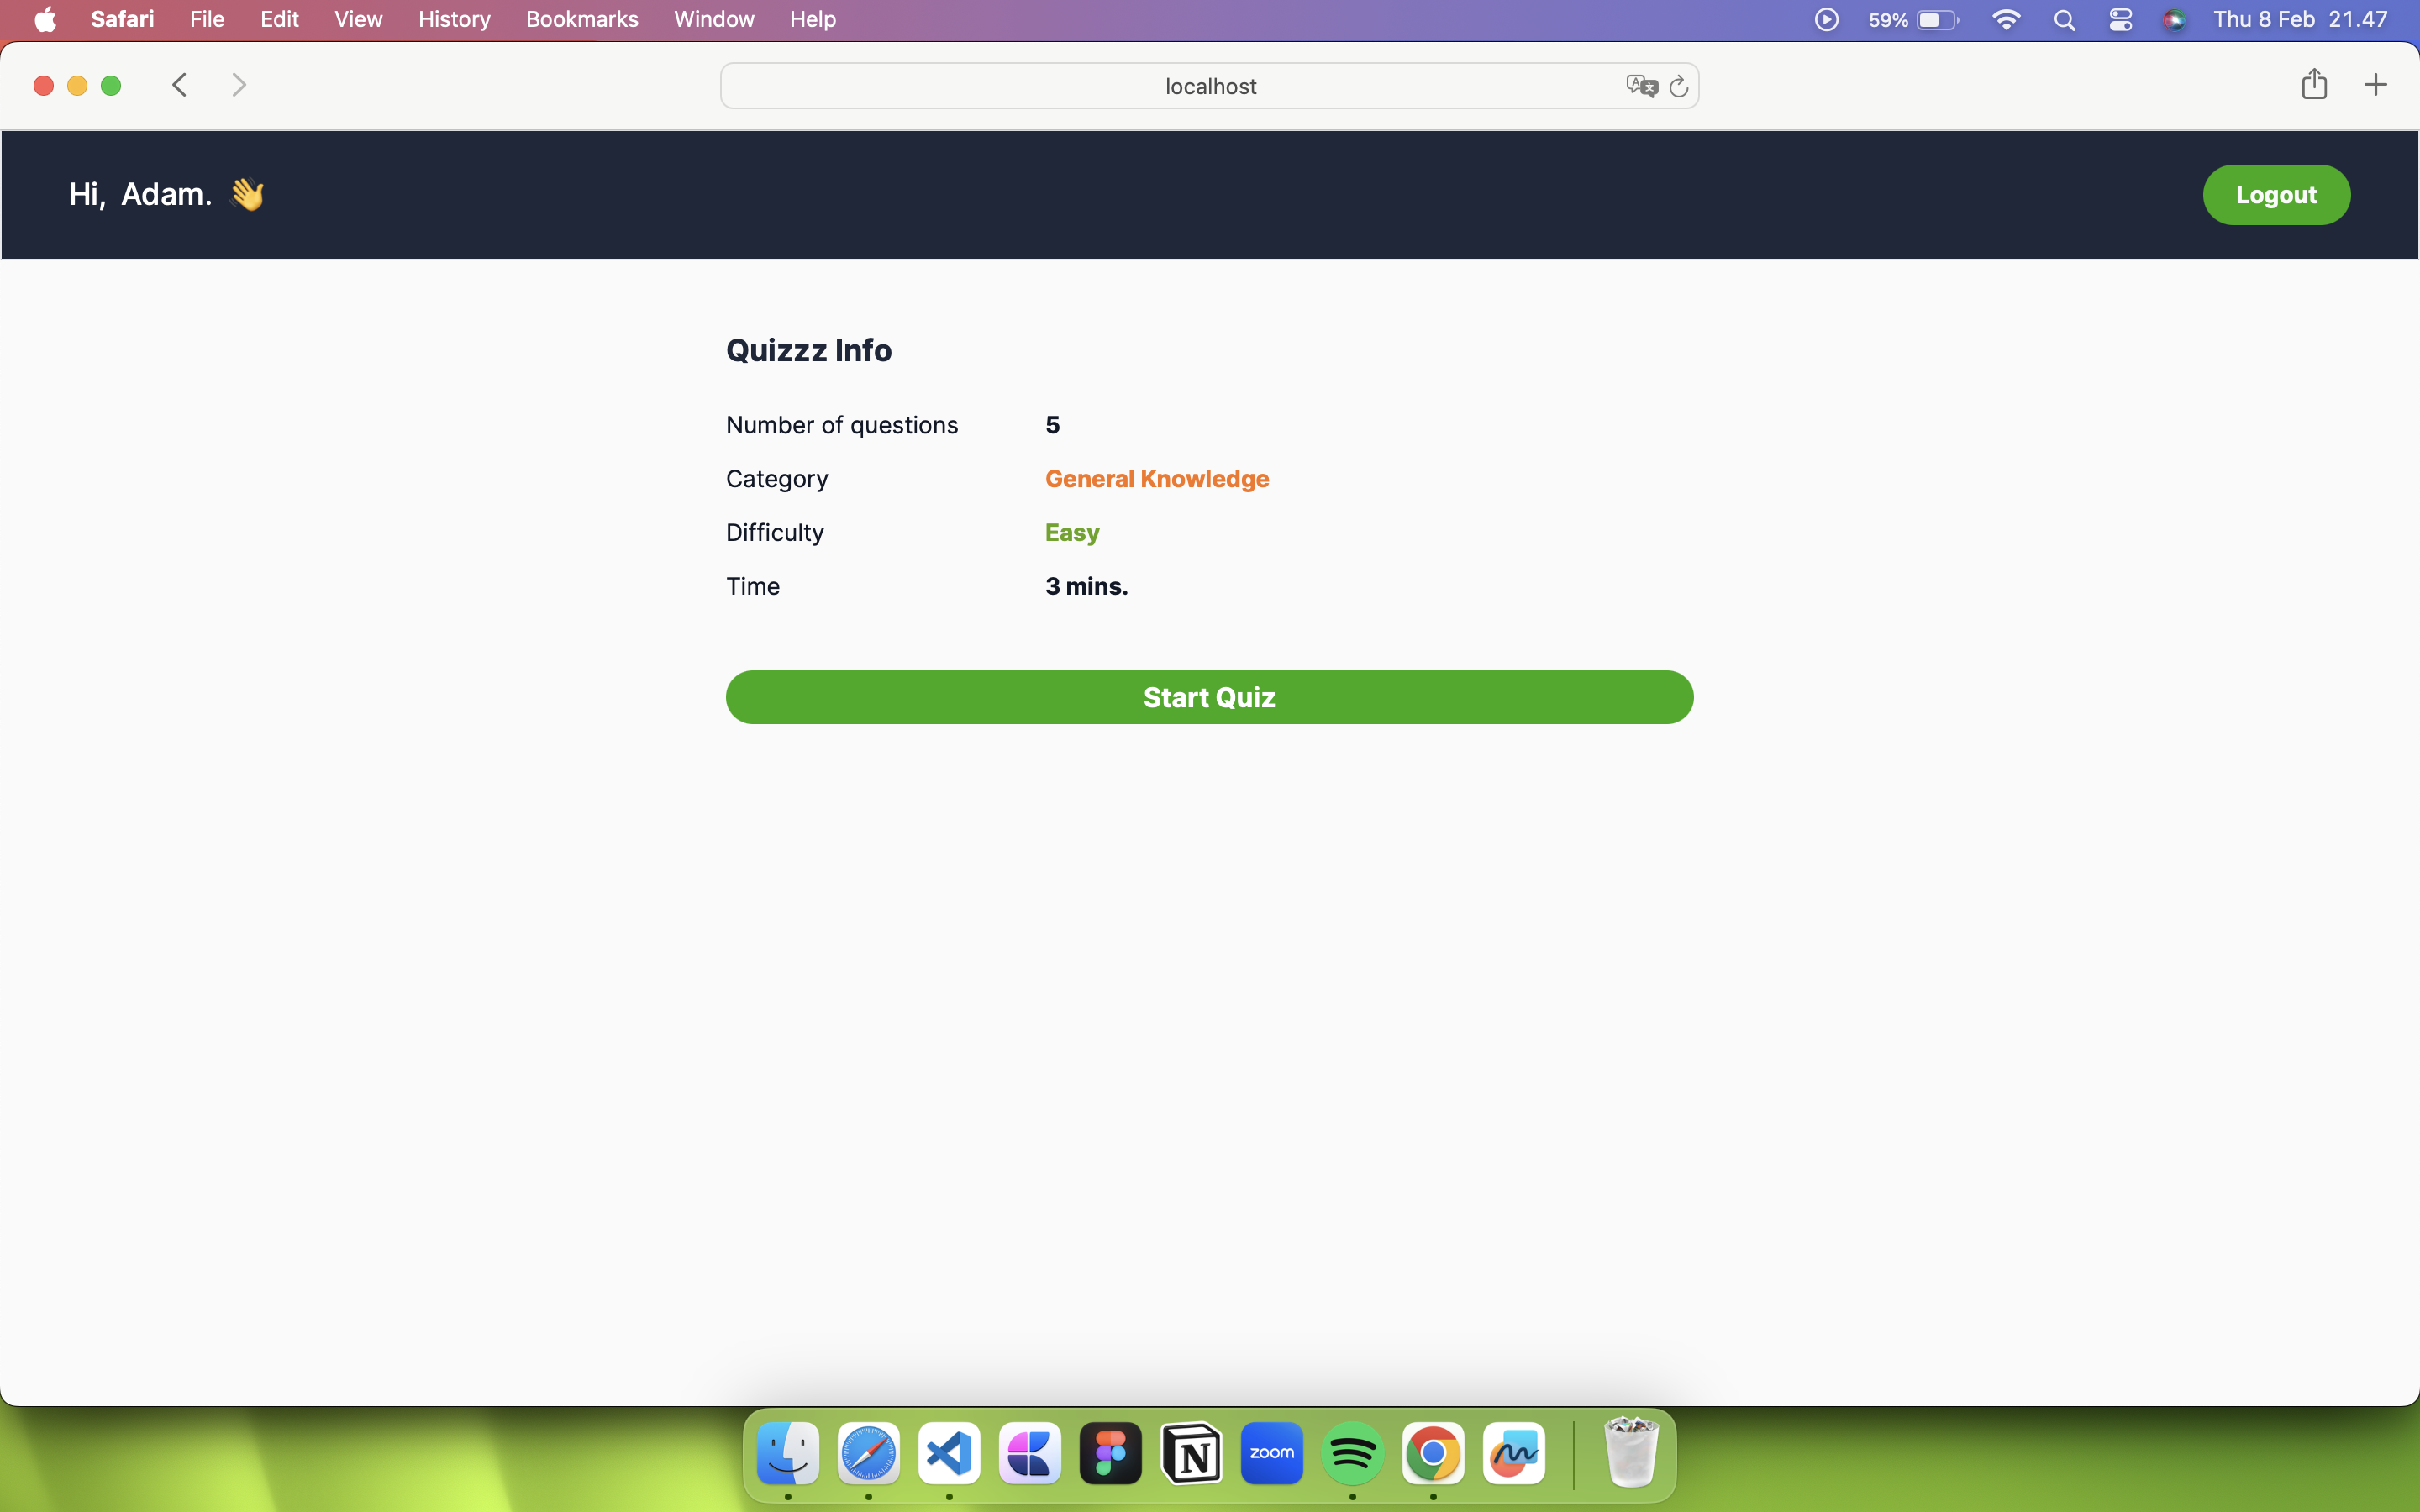 Safari File Edit View History Bookmarks Window Help 59% Thu 8 Feb 21.47
localhost
Hi, Adam. 👋 Logout
Quizzz Info
Number of questions 5
Category General Knowledge
Difficulty Easy
Time 3 mins.
Start Quiz
zoom